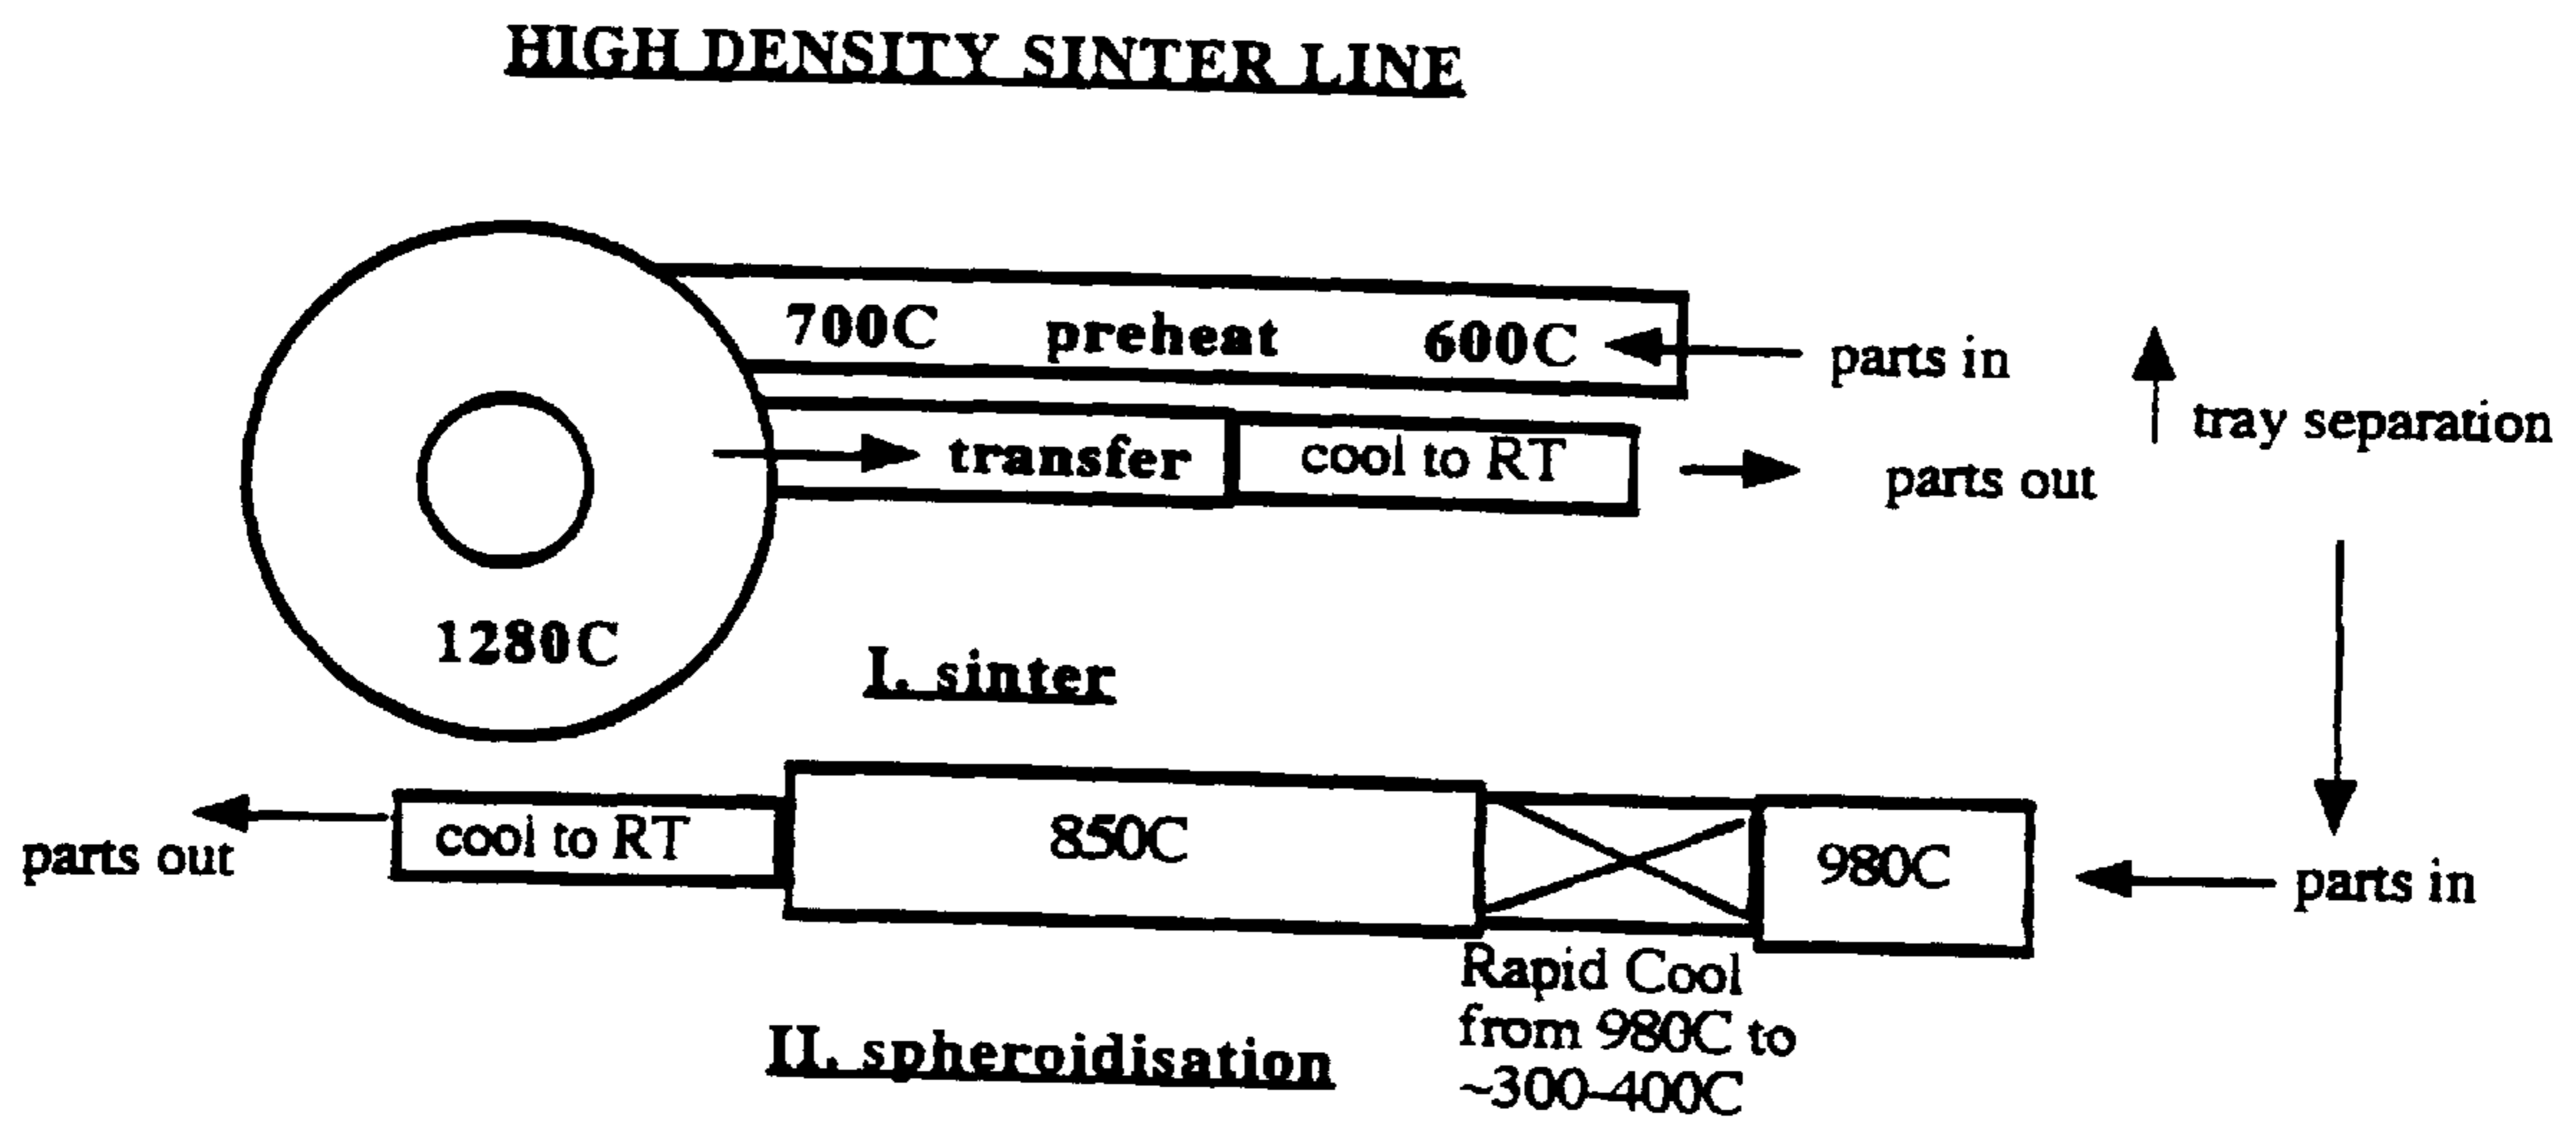 HIGH DENSITY SINTER LINE
700C preheat 600C
parts in
tray separation
transfer
cool to RT
parts out
1280C
I. sinter
parts out
cool to RT
850C
980C
parts in
Rapid Cool
from 980C to
~300-400C
II. spheroidisation